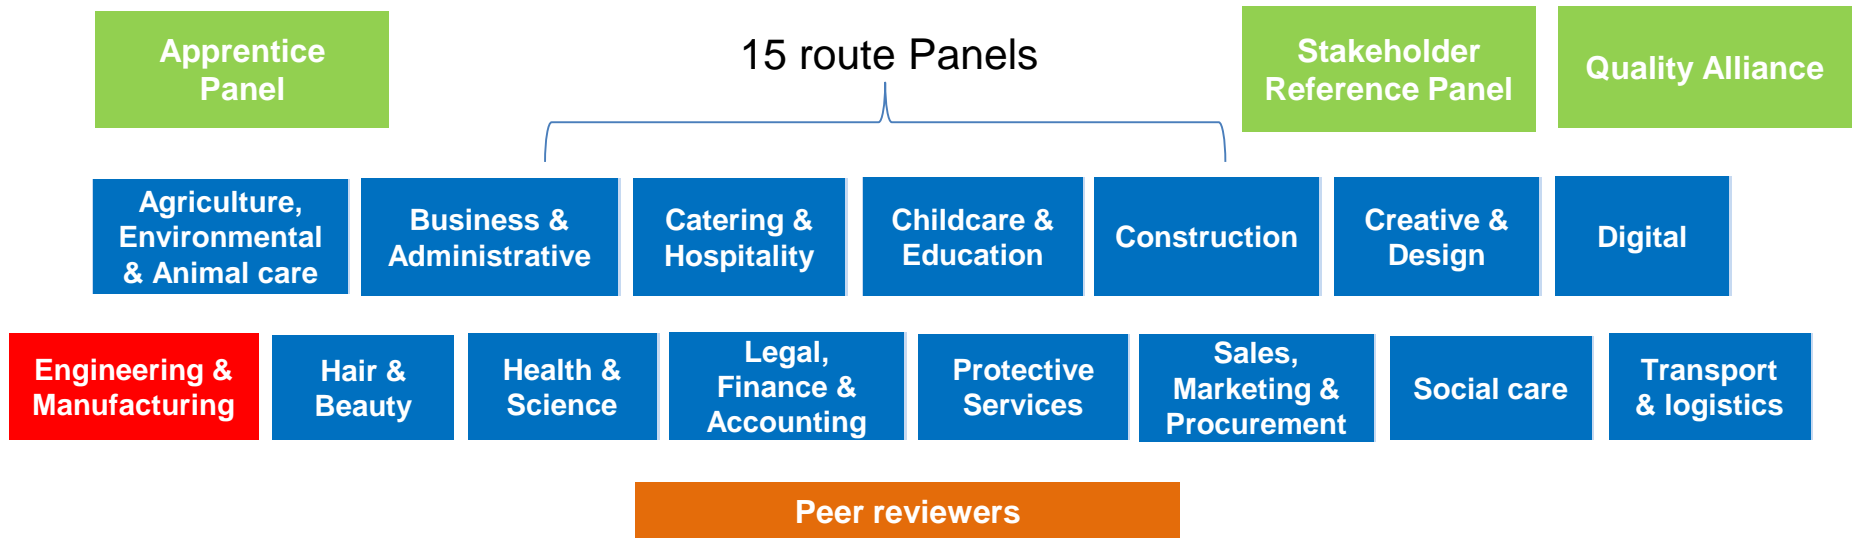 Apprentice
Panel
15 route Panels
Stakeholder
Reference Panel
Quality Alliance
Agriculture,
Environmental
& Animal care
Business &
Administrative
Catering &
Hospitality
Childcare &
Education
Construction
Creative &
Design
Digital
Engineering &
Manufacturing
Hair &
Beauty
Health &
Science
Legal,
Finance &
Accounting
Protective
Services
Sales,
Marketing &
Procurement
Social care
Transport
& logistics
Peer reviewers